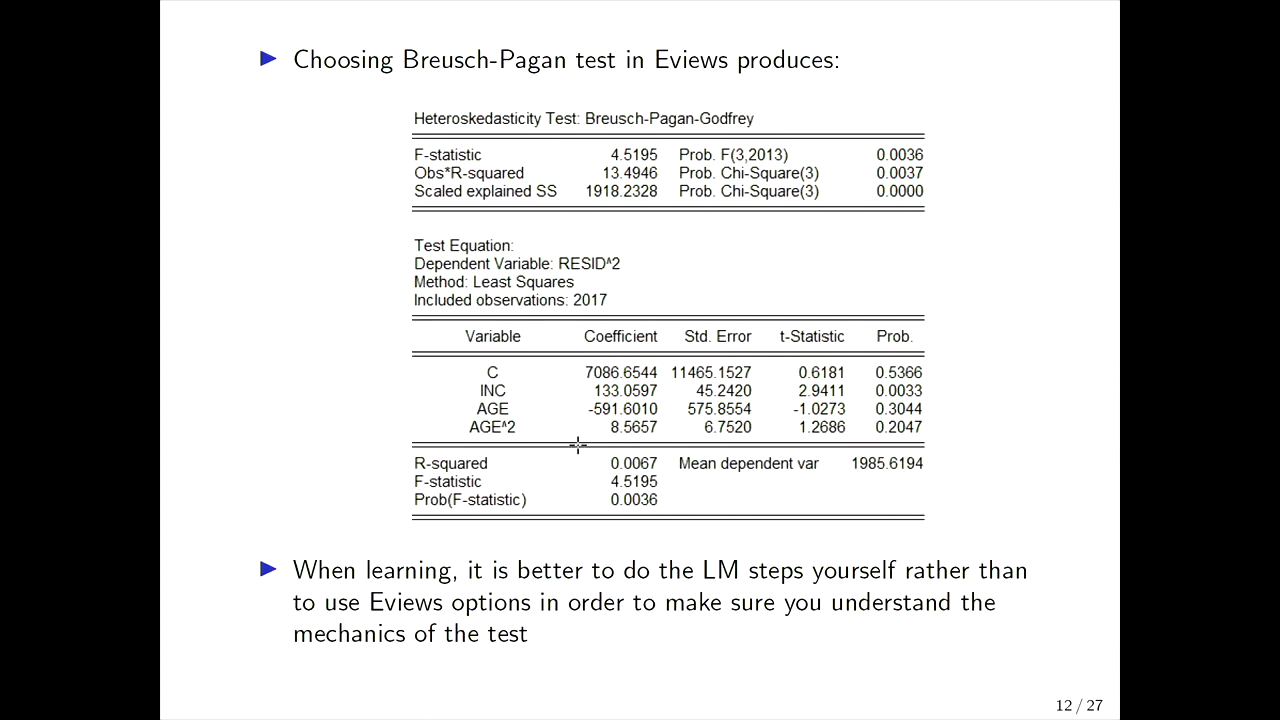 Choosing Breusch-Pagan test in Eviews produces:
Heteroskedasticity Test: Breusch-Pagan-Godfrey
F-statistic 4.5195 Prob. F(3,2013) 0.0036
Obs*R-squared 13.4946 Prob. Chi-Square(3) 0.0037
Scaled explained SS 1918.2328 Prob. Chi-Square(3) 0.0000
Test Equation:
Dependent Variable: RESID^2
Method: Least Squares
Included observations: 2017
Variable Coefficient Std. Error t-Statistic Prob.
C 7086.6544 11465.1527 0.6181 0.5366
INC 133.0597 45.2420 2.9411 0.0033
AGE -591.6010 575.8554 -1.0273 0.3044
AGE^2 8.5657 6.7520 1.2686 0.2047
R-squared 0.0067 Mean dependent var 1985.6194
F-statistic 4.5195
Prob(F-statistic) 0.0036
When learning, it is better to do the LM steps yourself rather than
to use Eviews options in order to make sure you understand the
mechanics of the test
12 / 27